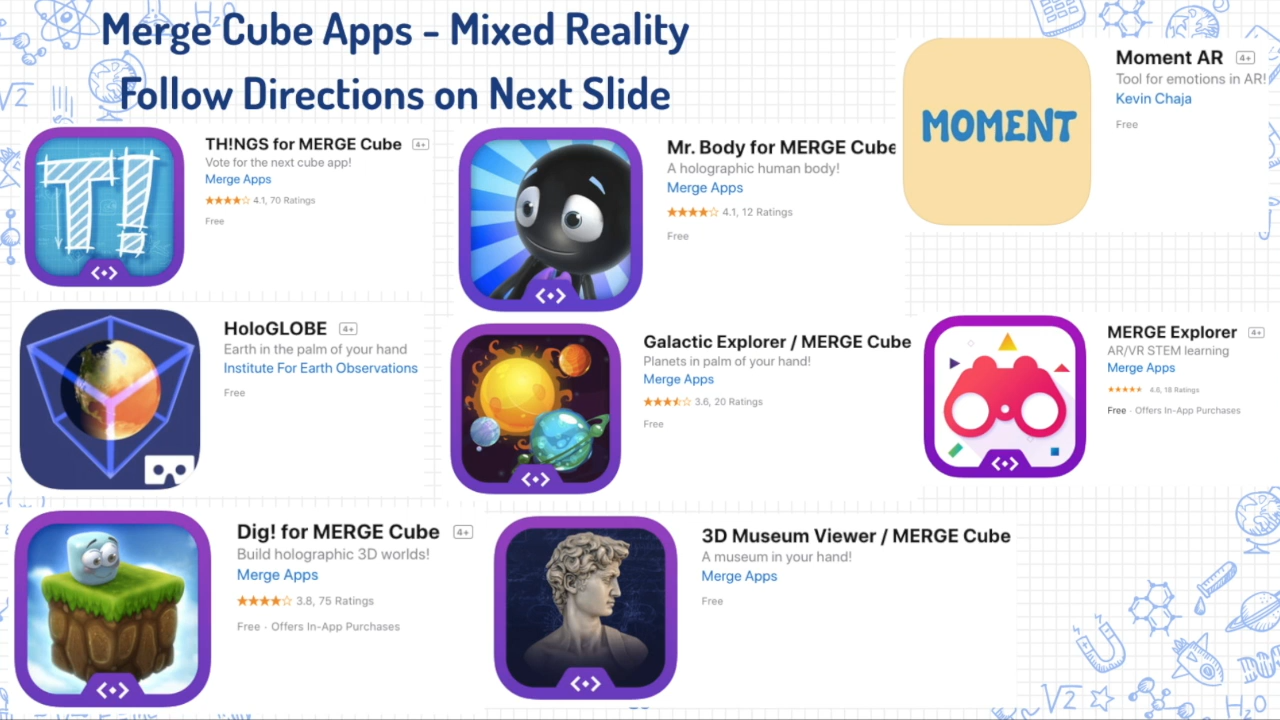 Merge Cube Apps - Mixed Reality
Follow Directions on Next Slide
TH!NGS for MERGE Cube 4+
Vote for the next cube app!
Merge Apps
4.1, 70 Ratings
Free
T!
Mr. Body for MERGE Cube
A holographic human body!
Merge Apps
4.1, 12 Ratings
Free
MOMENT
Moment AR 4+
Tool for emotions in AR!
Kevin Chaja
Free
HoloGLOBE 4+
Earth in the palm of your hand
Institute For Earth Observations
Free
Galactic Explorer / MERGE Cube
Planets in palm of your hand!
Merge Apps
3.6, 20 Ratings
Free
MERGE Explorer 4+
AR/VR STEM learning
Merge Apps
4.6, 18 Ratings
Free · Offers In-App Purchases
Dig! for MERGE Cube 4+
Build holographic 3D worlds!
Merge Apps
3.8, 75 Ratings
Free · Offers In-App Purchases
3D Museum Viewer / MERGE Cube
A museum in your hand!
Merge Apps
Free
√2
H₂O